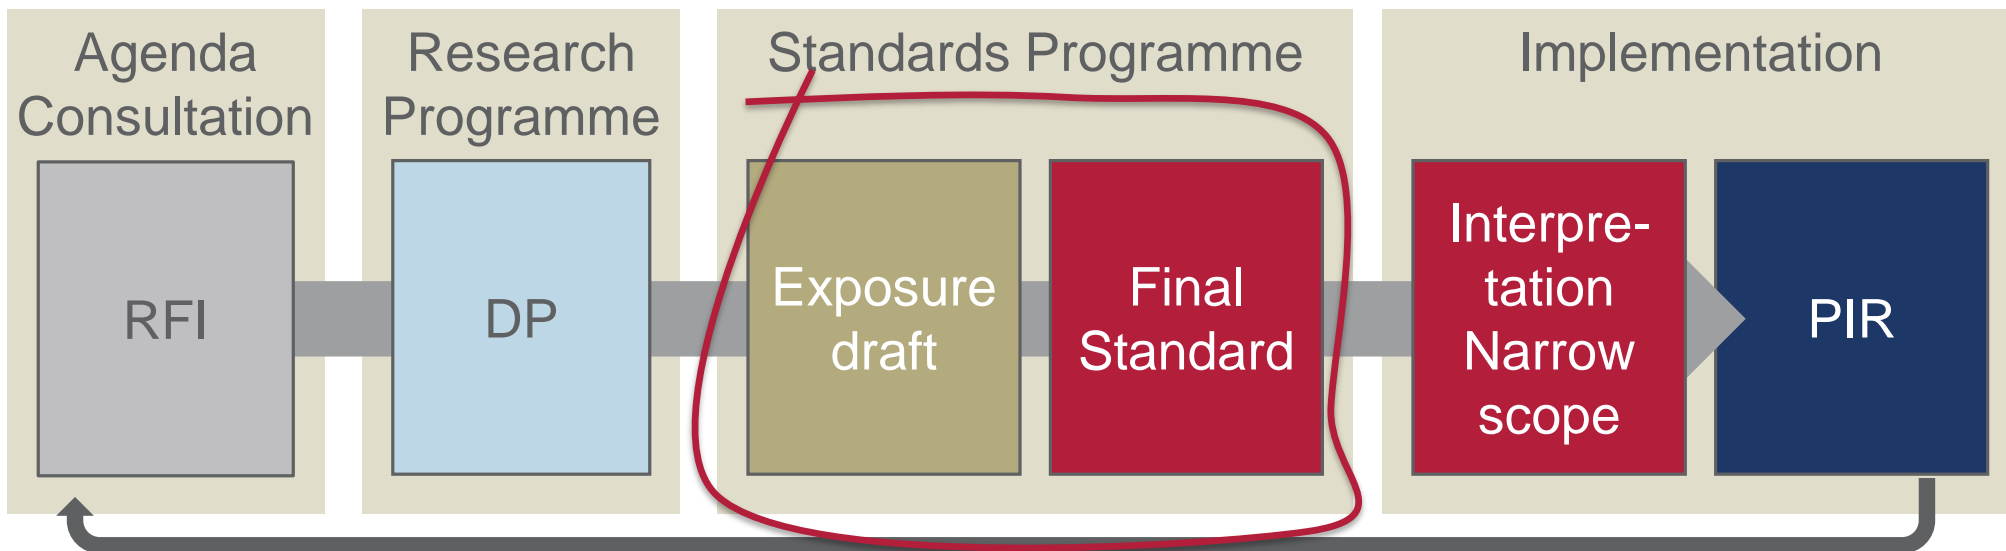 Agenda
Consultation
RFI
Research
Programme
DP
Standards Programme
Exposure
draft
Final
Standard
Implementation
Interpre-
tation
Narrow
scope
PIR